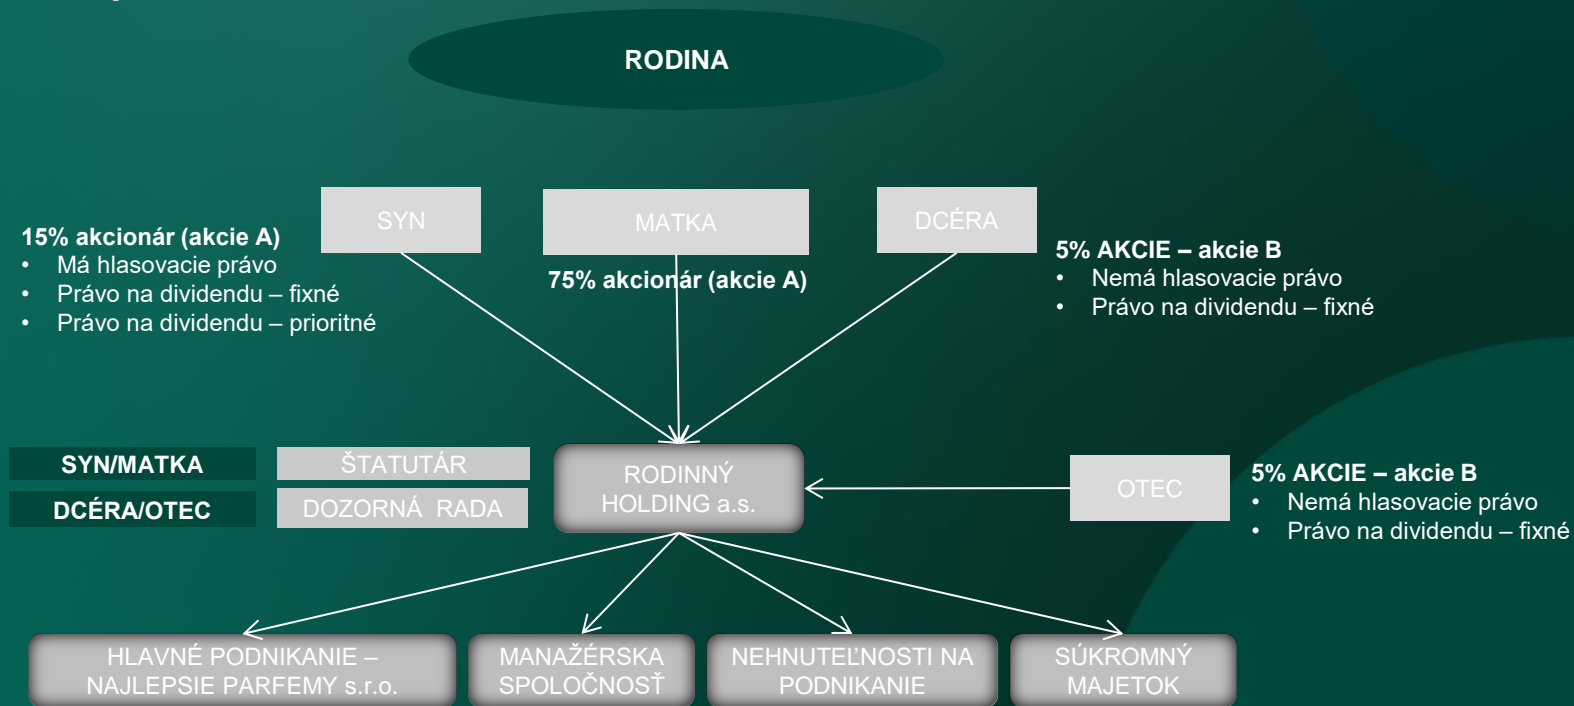 RODINA
SYN
MATKA
DCÉRA
15% akcionár (akcie A)
• Má hlasovacie právo
• Právo na dividendu – fixné
• Právo na dividendu – prioritné
75% akcionár (akcie A)
5% AKCIE – akcie B
• Nemá hlasovacie právo
• Právo na dividendu – fixné
SYN/MATKA
ŠTATUTÁR
DCÉRA/OTEC
DOZORNÁ RADA
RODINNÝ
HOLDING a.s.
OTEC
5% AKCIE – akcie B
• Nemá hlasovacie právo
• Právo na dividendu – fixné
HLAVNÉ PODNIKANIE –
NAJLEPSIE PARFEMY s.r.o.
MANAŽÉRSKA
SPOLOČNOSŤ
NEHNUTEĽNOSTI NA
PODNIKANIE
SÚKROMNÝ
MAJETOK